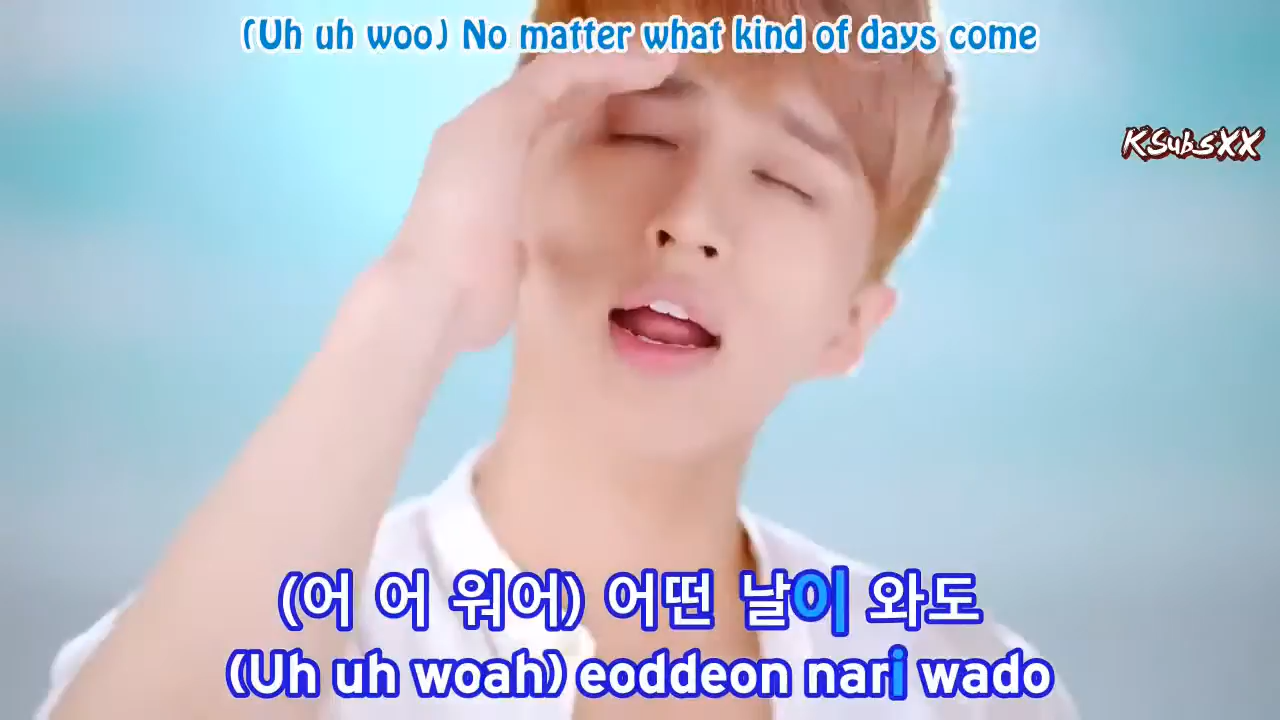 (Uh uh woo) No matter what kind of days come
KSubsXX
(어 어 워어) 어떤 날이 와도
(Uh uh woah) eoddeon nari wado